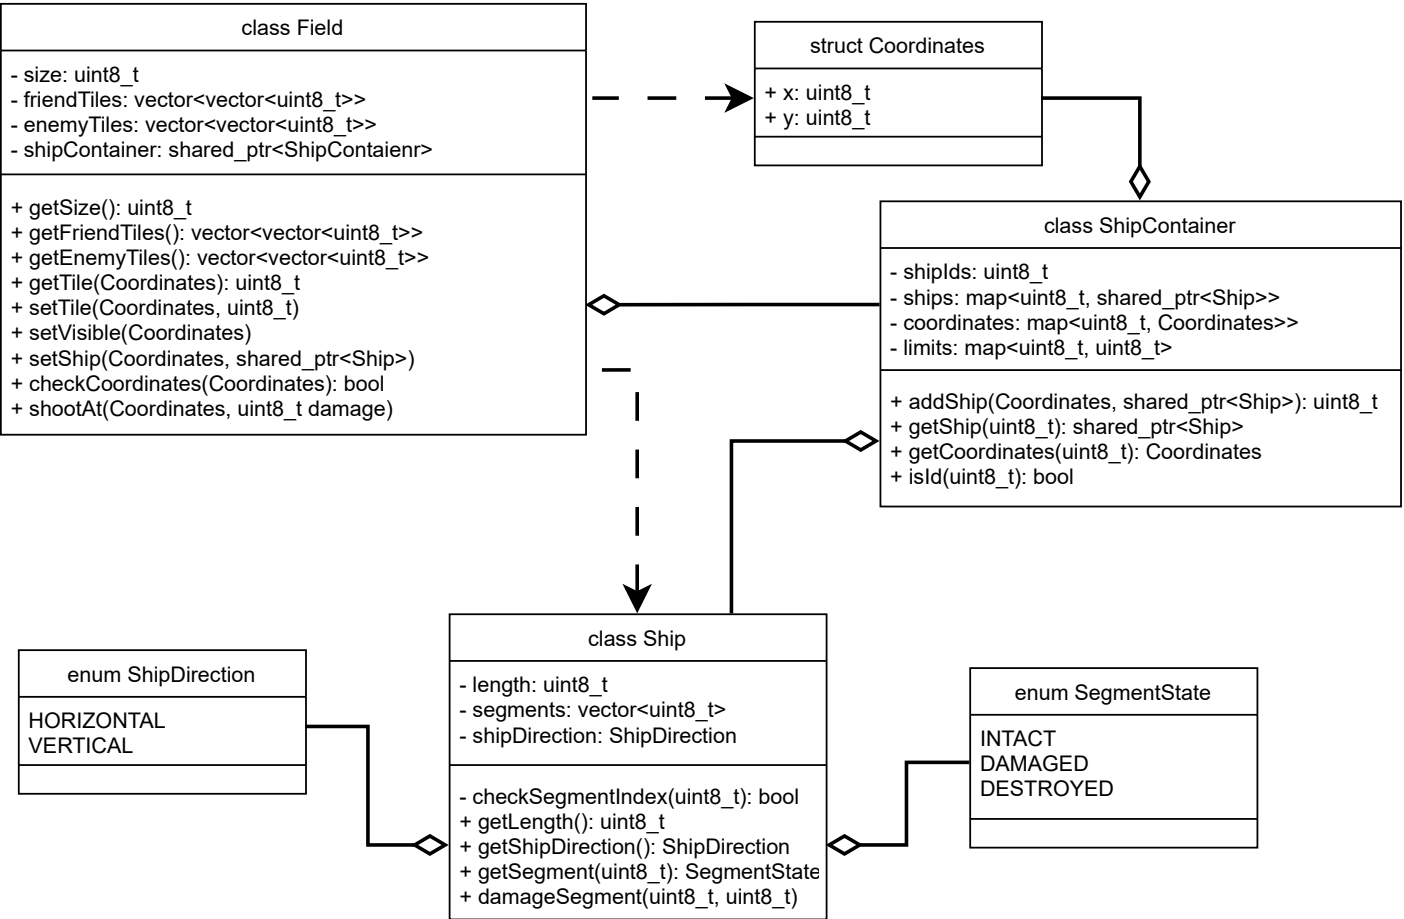 class Field
- size: uint8_t
- friendTiles: vector<vector<uint8_t>>
- enemyTiles: vector<vector<uint8_t>>
- shipContainer: shared_ptr<ShipContaienr>
+ getSize(): uint8_t
+ getFriendTiles(): vector<vector<uint8_t>>
+ getEnemyTiles(): vector<vector<uint8_t>>
+ getTile(Coordinates): uint8_t
+ setTile(Coordinates, uint8_t)
+ setVisible(Coordinates)
+ setShip(Coordinates, shared_ptr<Ship>)
+ checkCoordinates(Coordinates): bool
+ shootAt(Coordinates, uint8_t damage)
struct Coordinates
+ x: uint8_t
+ y: uint8_t
class ShipContainer
- shipIds: uint8_t
- ships: map<uint8_t, shared_ptr<Ship>>
- coordinates: map<uint8_t, Coordinates>>
- limits: map<uint8_t, uint8_t>
+ addShip(Coordinates, shared_ptr<Ship>): uint8_t
+ getShip(uint8_t): shared_ptr<Ship>
+ getCoordinates(uint8_t): Coordinates
+ isId(uint8_t): bool
enum ShipDirection
HORIZONTAL
VERTICAL
class Ship
- length: uint8_t
- segments: vector<uint8_t>
- shipDirection: ShipDirection
- checkSegmentIndex(uint8_t): bool
+ getLength(): uint8_t
+ getShipDirection(): ShipDirection
+ getSegment(uint8_t): SegmentState
+ damageSegment(uint8_t, uint8_t)
enum SegmentState
INTACT
DAMAGED
DESTROYED